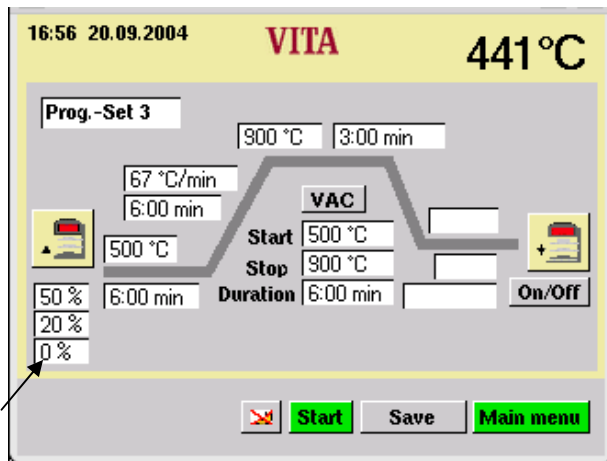 16:56 20.09.2004
VITA
441°C
Prog.-Set 3
900 °C 3:00 min
67 °C/min
6:00 min
VAC
500 °C
Start 500 °C
Stop 900 °C
50 % 6:00 min Duration 6:00 min On/Off
20 %
0 %
Start Save Main menu